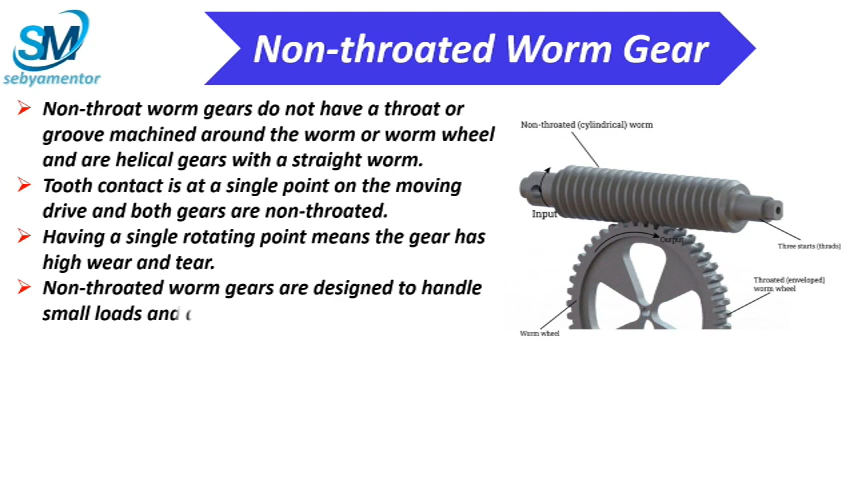 SM
sebyamentor
Non-throated Worm Gear
Non-throat worm gears do not have a throat or
groove machined around the worm or worm wheel
and are helical gears with a straight worm.
Tooth contact is at a single point on the moving
drive and both gears are non-throated.
Having a single rotating point means the gear has
high wear and tear.
Non-throated worm gears are designed to handle
small loads and
Non-throated (cylindrical) worm
Input
Output
Three starts (thrads)
Throated (enveloped)
worm wheel
Worm wheel